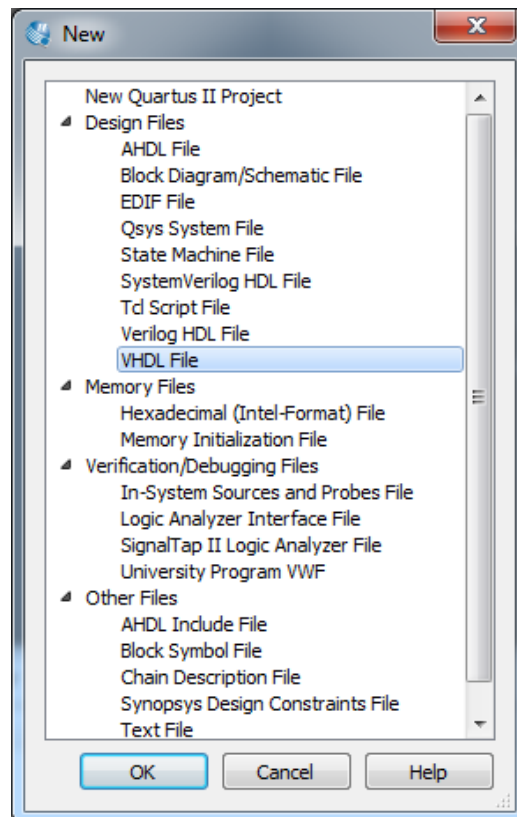 New
New Quartus II Project
Design Files
AHDL File
Block Diagram/Schematic File
EDIF File
Qsys System File
State Machine File
SystemVerilog HDL File
Tcl Script File
Verilog HDL File
VHDL File
Memory Files
Hexadecimal (Intel-Format) File
Memory Initialization File
Verification/Debugging Files
In-System Sources and Probes File
Logic Analyzer Interface File
SignalTap II Logic Analyzer File
University Program VWF
Other Files
AHDL Include File
Block Symbol File
Chain Description File
Synopsys Design Constraints File
Text File
OK Cancel Help